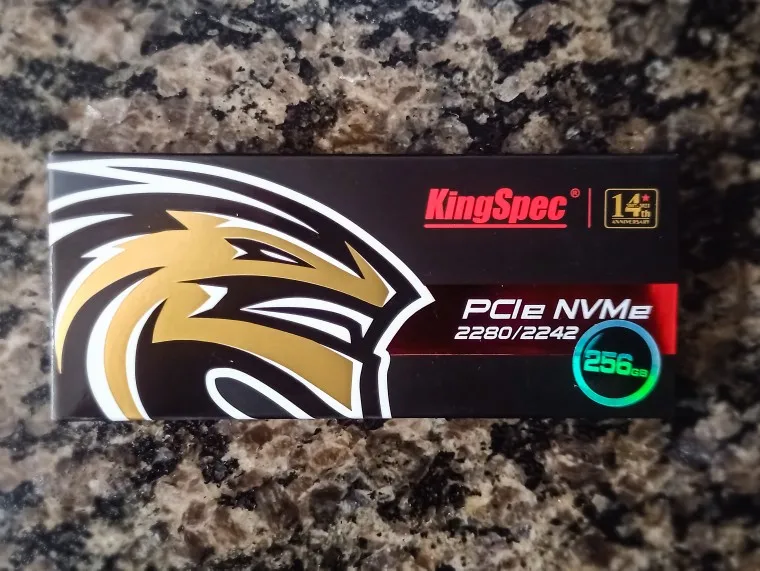 KingSpec®
14th
ANNIVERSARY
PCIe NVMe
2280/2242
256GB